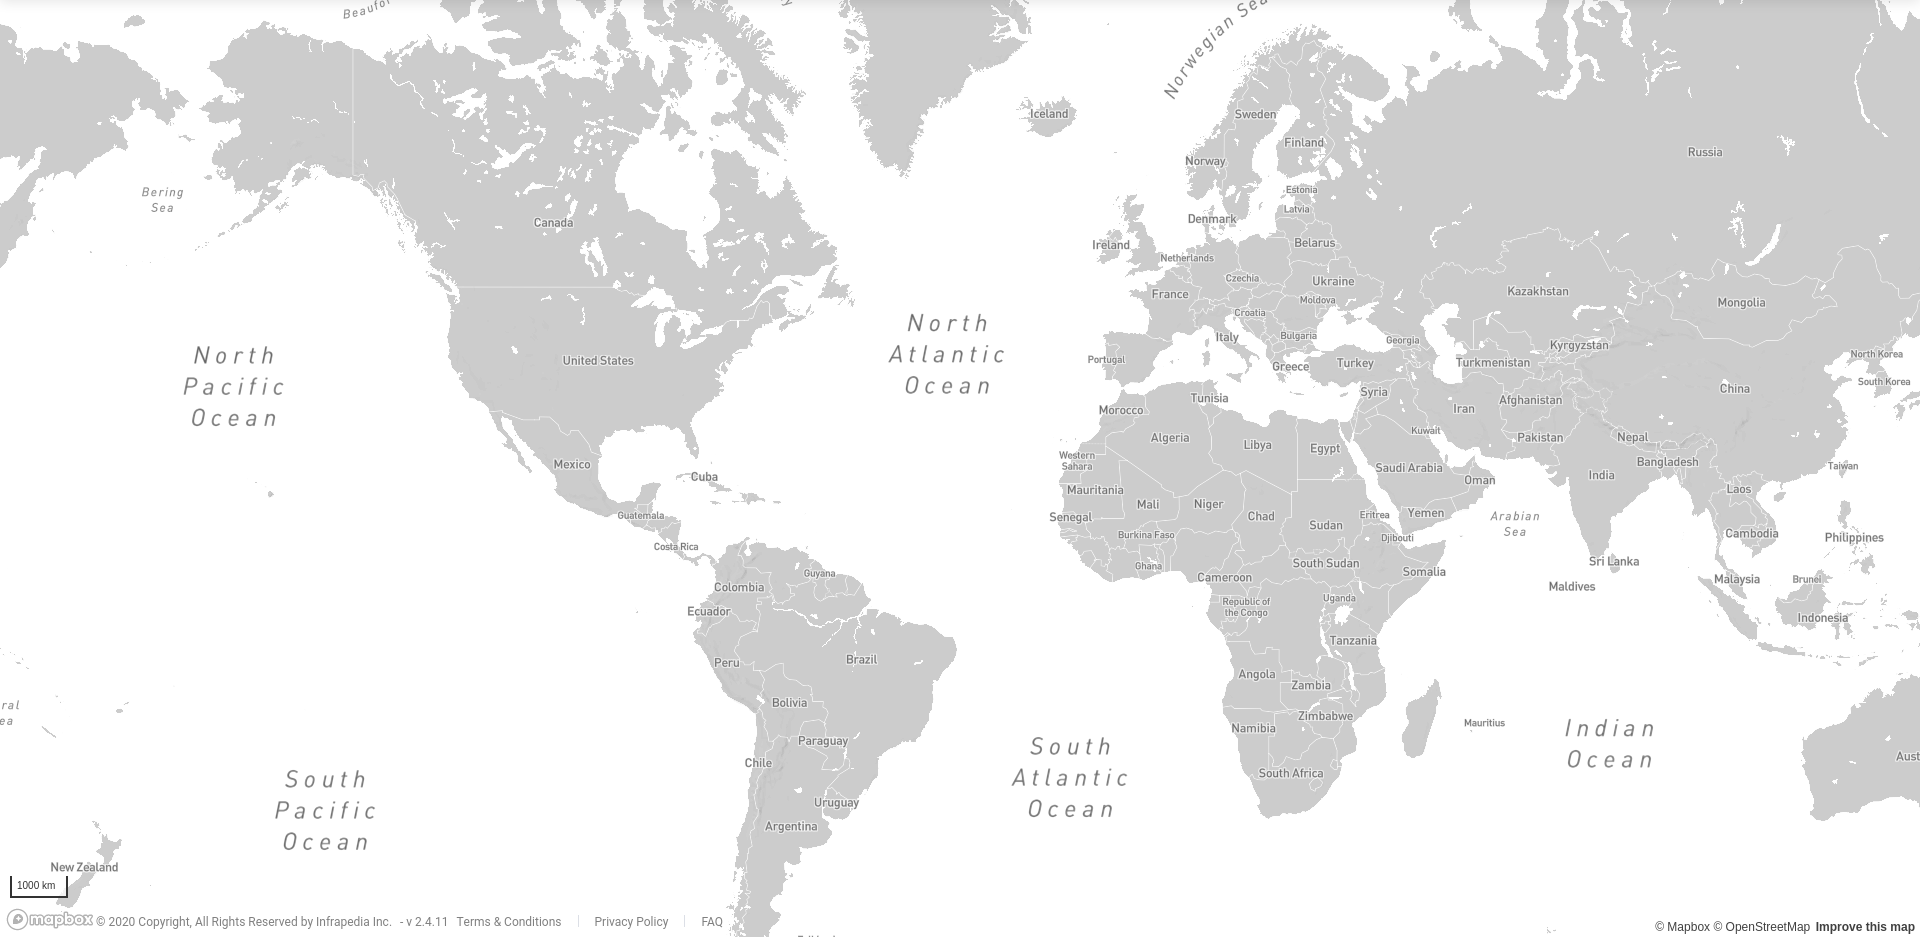 Beaufor
Norwegian Sea
Iceland
Sweden
Finland
Norway
Russia
Estonia
Latvia
Denmark
Bering
Sea
Canada
Ireland
Belarus
Netherlands
Czechia
Ukraine
France
Moldova
Kazakhstan
Mongolia
Croatia
North
Atlantic
Ocean
Italy
Bulgaria
Georgia
Kyrgyzstan
North
Pacific
Ocean
United States
Portugal
Greece
Turkey
Turkmenistan
North Korea
South Korea
China
Syria
Tunisia
Afghanistan
Morocco
Iran
Algeria
Libya
Egypt
Kuwait
Pakistan
Nepal
Western
Sahara
Mexico
Cuba
Saudi Arabia
Oman
India
Bangladesh
Taiwan
Mauritania
Mali
Niger
Laos
Guatemala
Senegal
Chad
Sudan
Eritrea
Yemen
Arabian
Sea
Burkina Faso
Djibouti
Cambodia
Philippines
Costa Rica
Ghana
South Sudan
Somalia
Sri Lanka
Colombia
Guyana
Cameroon
Maldives
Malaysia
Brunei
Ecuador
Republic of
the Congo
Uganda
Indonesia
Tanzania
Peru
Brazil
Angola
Zambia
Bolivia
ral
ea
Namibia
Zimbabwe
Mauritius
Indian
Ocean
Paraguay
South
Atlantic
Ocean
Chile
South Africa
Aust
South
Pacific
Ocean
Uruguay
Argentina
New Zealand
1000 km
mapbox © 2020 Copyright, All Rights Reserved by Infrapedia Inc. - v 2.4.11 Terms & Conditions Privacy Policy FAQ
© Mapbox © OpenStreetMap Improve this map